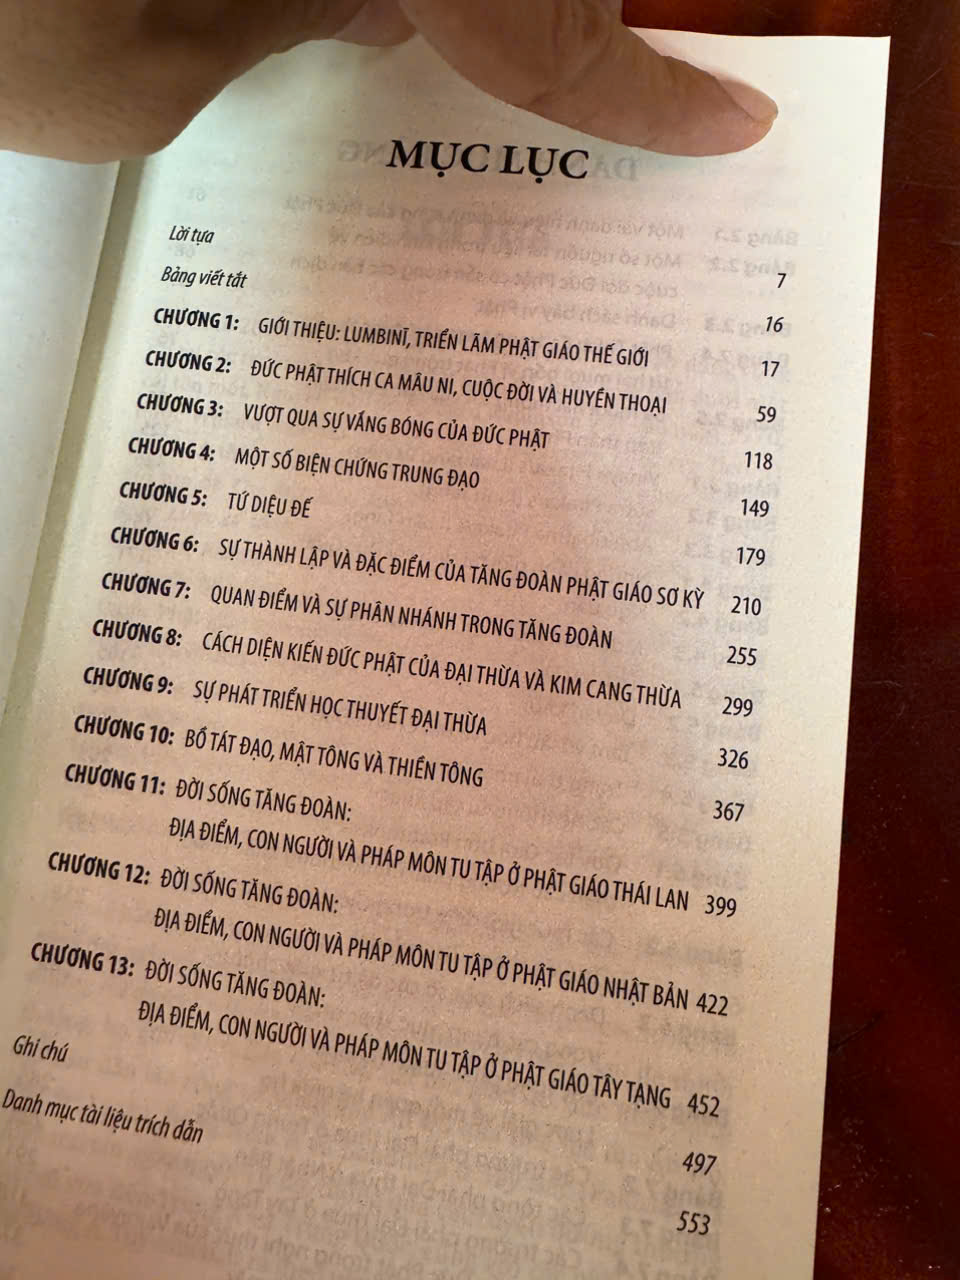 MỤC LỤC
Lời tựa 7
Bảng viết tắt 16
CHƯƠNG 1: GIỚI THIỆU: LUMBINĪ, TRIỂN LÃM PHẬT GIÁO THẾ GIỚI 17
CHƯƠNG 2: ĐỨC PHẬT THÍCH CA MÂU NI, CUỘC ĐỜI VÀ HUYỀN THOẠI 59
CHƯƠNG 3: VƯỢT QUA SỰ VẮNG BÓNG CỦA ĐỨC PHẬT 118
CHƯƠNG 4: MỘT SỐ BIỆN CHỨNG TRUNG ĐẠO 149
CHƯƠNG 5: TỨ DIỆU ĐẾ 179
CHƯƠNG 6: SỰ THÀNH LẬP VÀ ĐẶC ĐIỂM CỦA TĂNG ĐOÀN PHẬT GIÁO SƠ KỲ 210
CHƯƠNG 7: QUAN ĐIỂM VÀ SỰ PHÂN NHÁNH TRONG TĂNG ĐOÀN 255
CHƯƠNG 8: CÁCH DIỆN KIẾN ĐỨC PHẬT CỦA ĐẠI THỪA VÀ KIM CANG THỪA 299
CHƯƠNG 9: SỰ PHÁT TRIỂN HỌC THUYẾT ĐẠI THỪA 326
CHƯƠNG 10: BỒ TÁT ĐẠO, MẬT TÔNG VÀ THIỀN TÔNG 367
CHƯƠNG 11: ĐỜI SỐNG TĂNG ĐOÀN:
ĐỊA ĐIỂM, CON NGƯỜI VÀ PHÁP MÔN TU TẬP Ở PHẬT GIÁO THÁI LAN 399
CHƯƠNG 12: ĐỜI SỐNG TĂNG ĐOÀN:
ĐỊA ĐIỂM, CON NGƯỜI VÀ PHÁP MÔN TU TẬP Ở PHẬT GIÁO NHẬT BẢN 422
CHƯƠNG 13: ĐỜI SỐNG TĂNG ĐOÀN:
ĐỊA ĐIỂM, CON NGƯỜI VÀ PHÁP MÔN TU TẬP Ở PHẬT GIÁO TÂY TẠNG 452
Ghi chú 497
Danh mục tài liệu trích dẫn 553